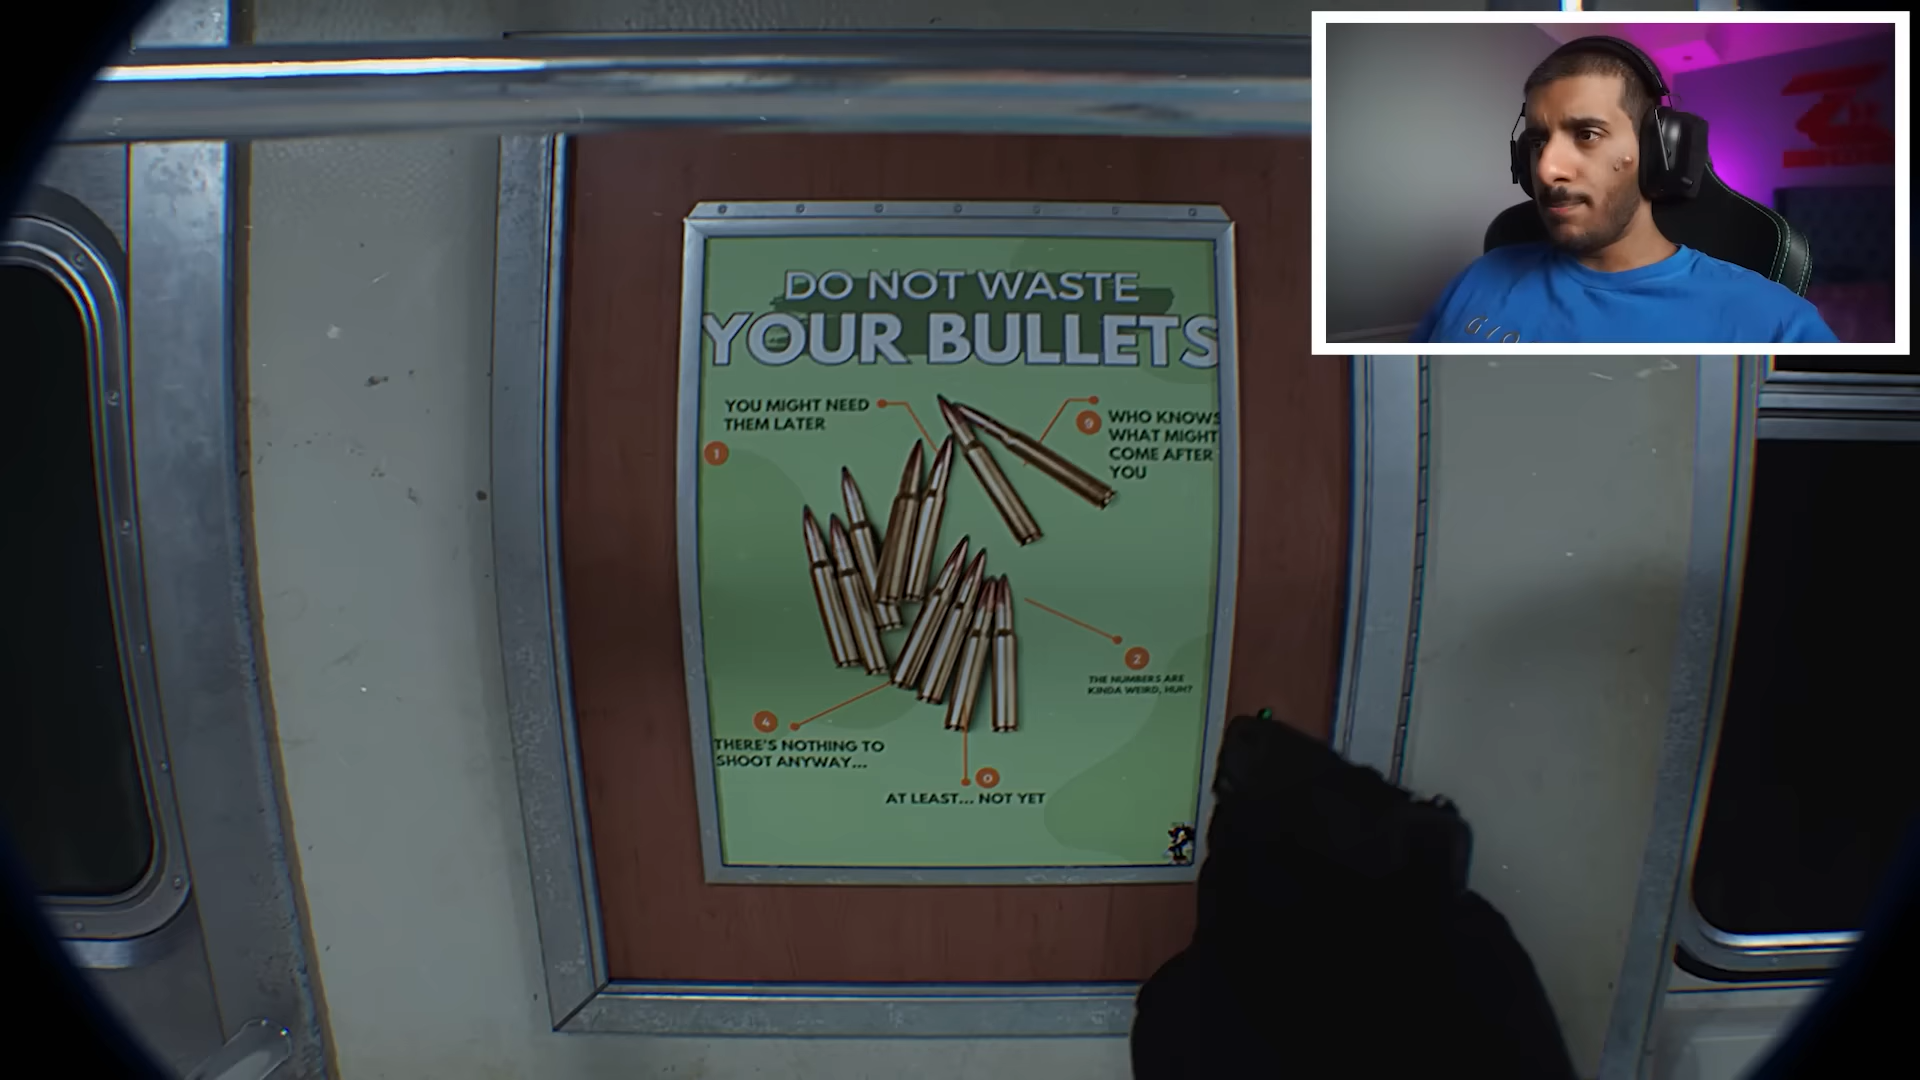 DO NOT WASTE
YOUR BULLETS
YOU MIGHT NEED
THEM LATER
1
9
WHO KNOWS
WHAT MIGHT
COME AFTER
YOU
2
THE NUMBERS ARE
KINDA WEIRD, HUH?
4
THERE'S NOTHING TO
SHOOT ANYWAY...
0
AT LEAST... NOT YET